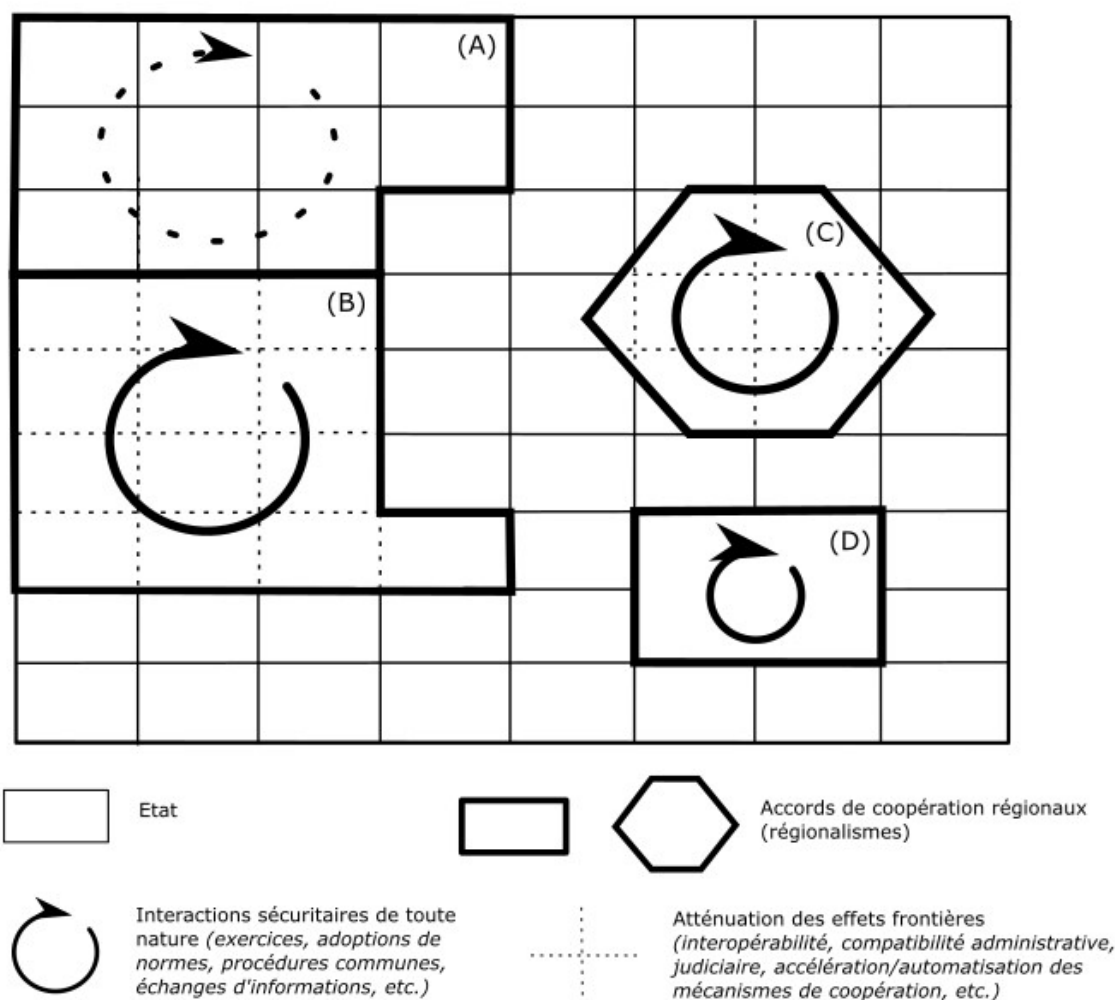 (A)
(C)
(B)
(D)
Etat
Accords de coopération régionaux
(régionalismes)
Interactions sécuritaires de toute
nature (exercices, adoptions de
normes, procédures communes,
échanges d'informations, etc.)
Atténuation des effets frontières
(interopérabilité, compatibilité administrative,
judiciaire, accélération/automatisation des
mécanismes de coopération, etc.)